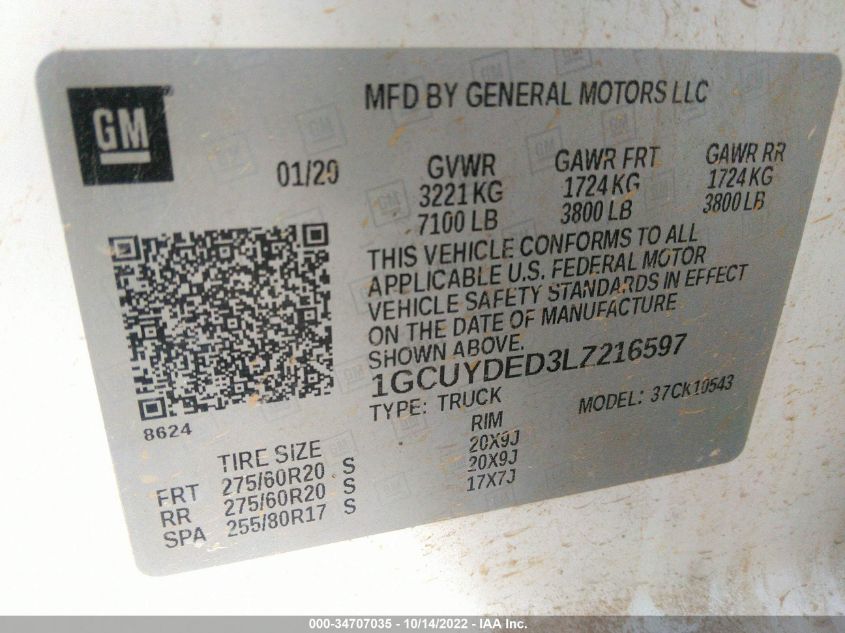 GM
MFD BY GENERAL MOTORS LLC
01/20 GVWR GAWR FRT GAWR RR
3221 KG 1724 KG 1724 KG
7100 LB 3800 LB 3800 LB
THIS VEHICLE CONFORMS TO ALL
APPLICABLE U.S. FEDERAL MOTOR
VEHICLE SAFETY STANDARDS IN EFFECT
ON THE DATE OF MANUFACTURE
SHOWN ABOVE.
1GCUYDED3LZ216597
TYPE: TRUCK MODEL: 37CK10543
8624
TIRE SIZE RIM
FRT 275/60R20 S 20X9J
RR 275/60R20 S 20X9J
SPA 255/80R17 S 17X7J
000-34707035 - 10/14/2022 - IAA Inc.